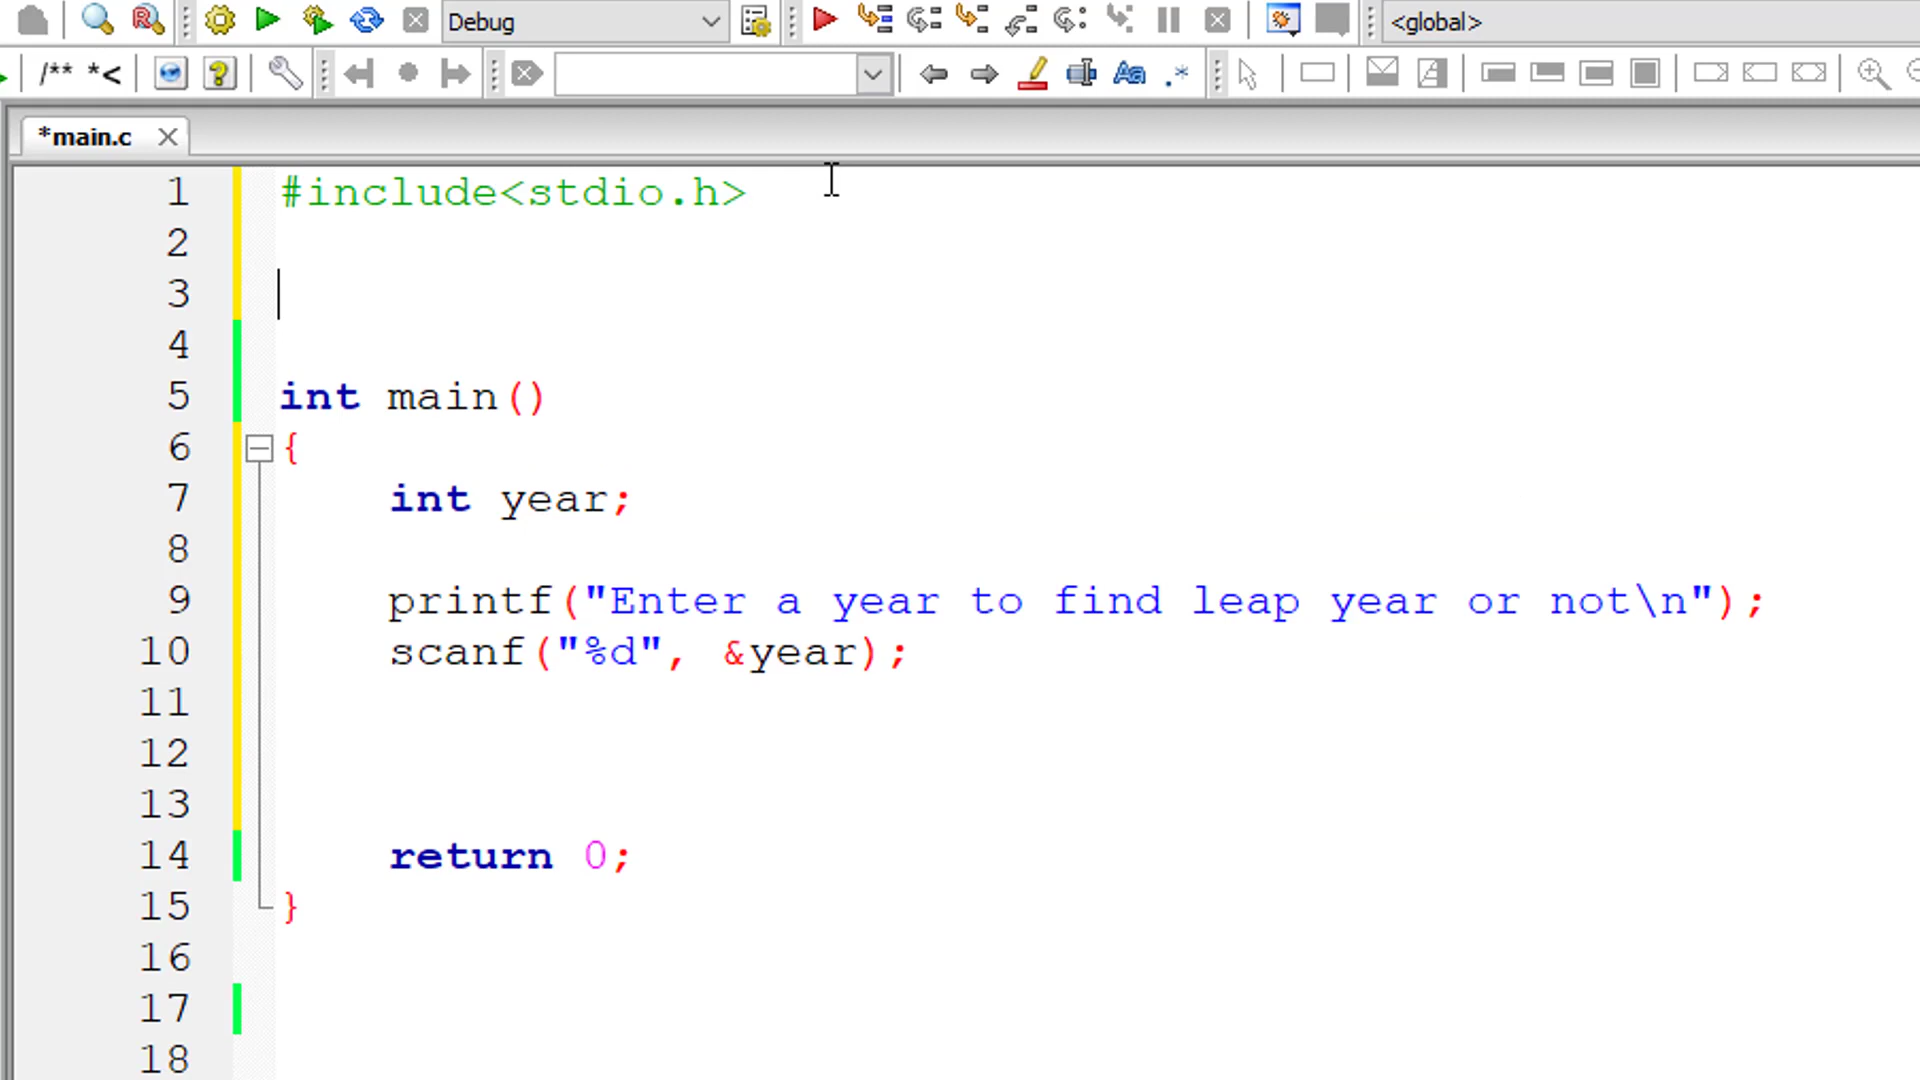 Debug
<global>
/** *<
Aa
.*
*main.c
1 #include<stdio.h>
2
3
4
5 int main()
6 {
7 int year;
8
9 printf("Enter a year to find leap year or not\n");
10 scanf("%d", &year);
11
12
13
14 return 0;
15 }
16
17
18